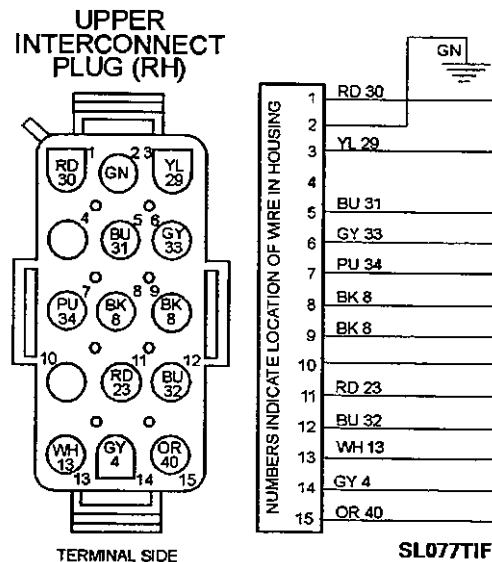 UPPER
INTERCONNECT
PLUG (RH)
1 2 3
RD
30
GN
YL
29
4 5 6
BU
31
GY
33
7 8 9
PU
34
BK
8
BK
8
10 11 12
RD
23
BU
32
WH
13
GY
4
OR
40
13 14 15
TERMINAL SIDE
NUMBERS INDICATE LOCATION OF WIRE IN HOUSING
GN
1 RD 30
2
3 YL 29
4
5 BU 31
6 GY 33
7 PU 34
8 BK 8
9 BK 8
10
11 RD 23
12 BU 32
13 WH 13
14 GY 4
15 OR 40
SL077TIF